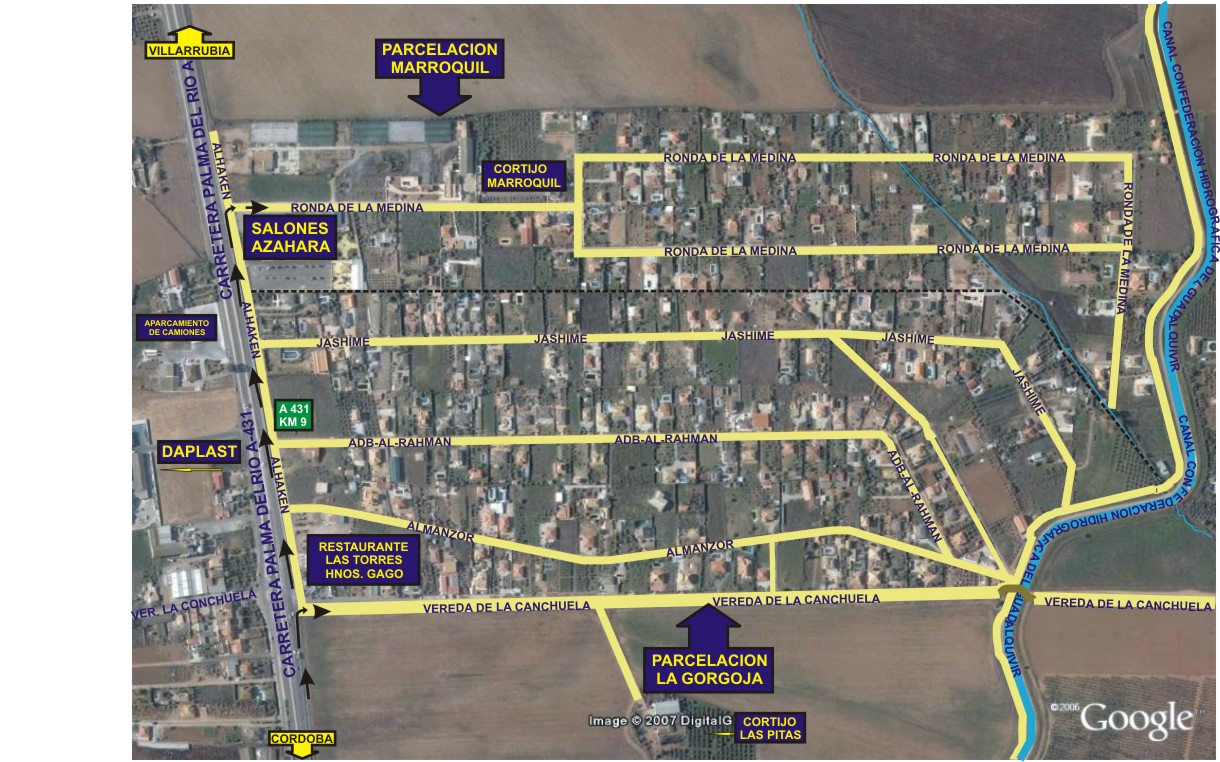 VILLARRUBIA
PARCELACION
MARROQUIL
CARRETERA PALMA DEL RIO A
ALHAKEN
CORTIJO
MARROQUIL
RONDA DE LA MEDINA
RONDA DE LA MEDINA
RONDA DE LA MEDINA
RONDA DE LA MEDINA
RONDA DE LA MEDINA
RONDA DE LA MEDINA
CANAL CONFEDERACION HIDROGRAFICA DEL GUADALQUIVIR
SALONES
AZAHARA
APARCAMIENTO
DE CAMIONES
ALHAKEN
JASHIME
JASHIME
JASHIME
JASHIME
JASHIME
A 431
KM 9
DAPLAST
CARRETERA PALMA DELRIO A-431
ALHAKEN
ADB-AL-RAHMAN
ADB-AL-RAHMAN
ADB-AL-RAHMAN
CANAL CONFEDERACION HIDROGRAFICA DEL GUADALQUIVIR
ALMANZOR
ALMANZOR
RESTAURANTE
LAS TORRES
HNOS. GAGO
VER. LA CONCHUELA
VEREDA DE LA CANCHUELA
VEREDA DE LA CANCHUELA
VEREDA DE LA CANCHUELA
PARCELACION
LA GORGOJA
Image © 2007 DigitalG
CORTIJO
LAS PITAS
©2006 Google™
CORDOBA